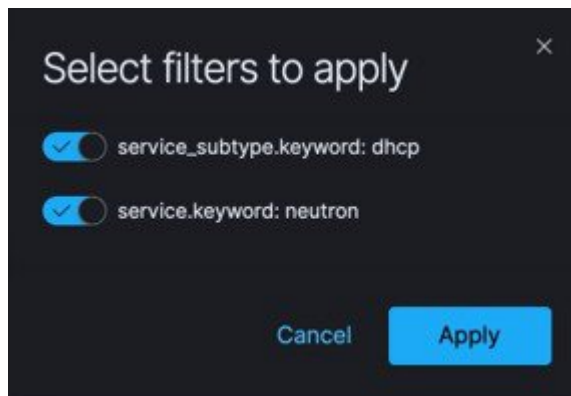 Select filters to apply
service_subtype.keyword: dhcp
service.keyword: neutron
Cancel
Apply